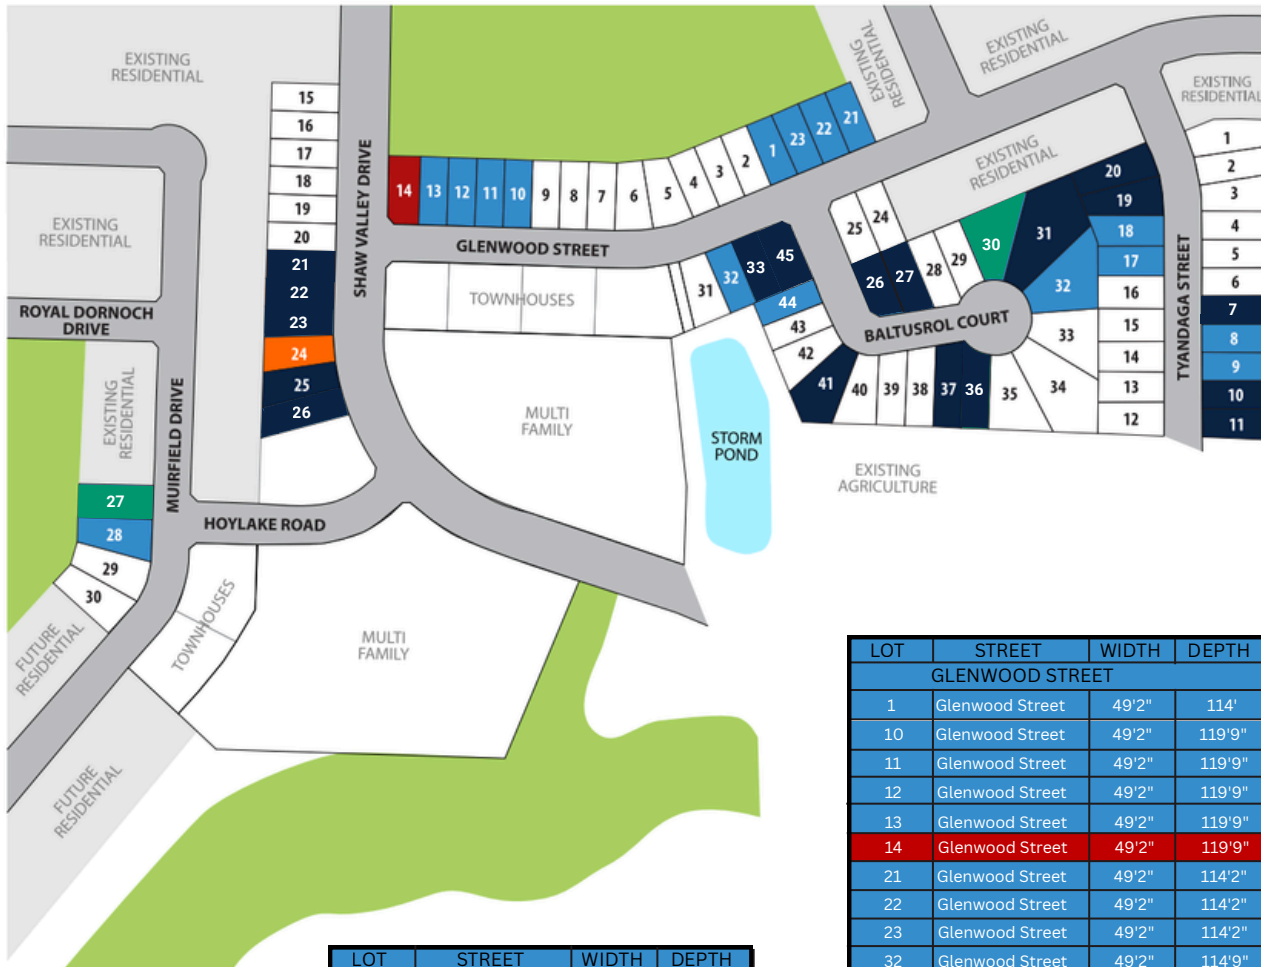 EXISTING
RESIDENTIAL
EXISTING
RESIDENTIAL
EXISTING
RESIDENTIAL
EXISTING
RESIDENTIAL
15
16
17
18
19
20
21
22
23
24
25
26
SHAW VALLEY DRIVE
14
13
12
11
10
9
8
7
6
5
4
3
2
1
23
22
21
GLENWOOD STREET
TOWNHOUSES
31
32
33
45
44
43
42
41
40
39
38
37
36
35
34
33
32
31
30
29
28
27
26
25
24
EXISTING
RESIDENTIAL
BALTUSROL COURT
20
19
18
17
16
15
14
13
12
TYANDAGA STREET
1
2
3
4
5
6
7
8
9
10
11
EXISTING
RESIDENTIAL
ROYAL DORNOCH
DRIVE
EXISTING
RESIDENTIAL
MUIRFIELD DRIVE
27
28
29
30
HOYLAKE ROAD
MULTI
FAMILY
STORM
POND
EXISTING
AGRICULTURE
TOWNHOUSES
MULTI
FAMILY
FUTURE
RESIDENTIAL
FUTURE
RESIDENTIAL
LOT STREET WIDTH DEPTH
GLENWOOD STREET
1 Glenwood Street 49'2" 114'
10 Glenwood Street 49'2" 119'9"
11 Glenwood Street 49'2" 119'9"
12 Glenwood Street 49'2" 119'9"
13 Glenwood Street 49'2" 119'9"
14 Glenwood Street 49'2" 119'9"
21 Glenwood Street 49'2" 114'2"
22 Glenwood Street 49'2" 114'2"
23 Glenwood Street 49'2" 114'2"
32 Glenwood Street 49'2" 114'9"
LOT STREET WIDTH DEPTH